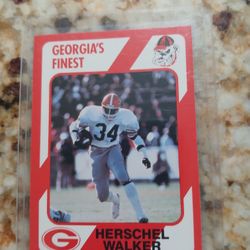 GEORGIA'S
FINEST
34
G
HERSCHEL
WALKER